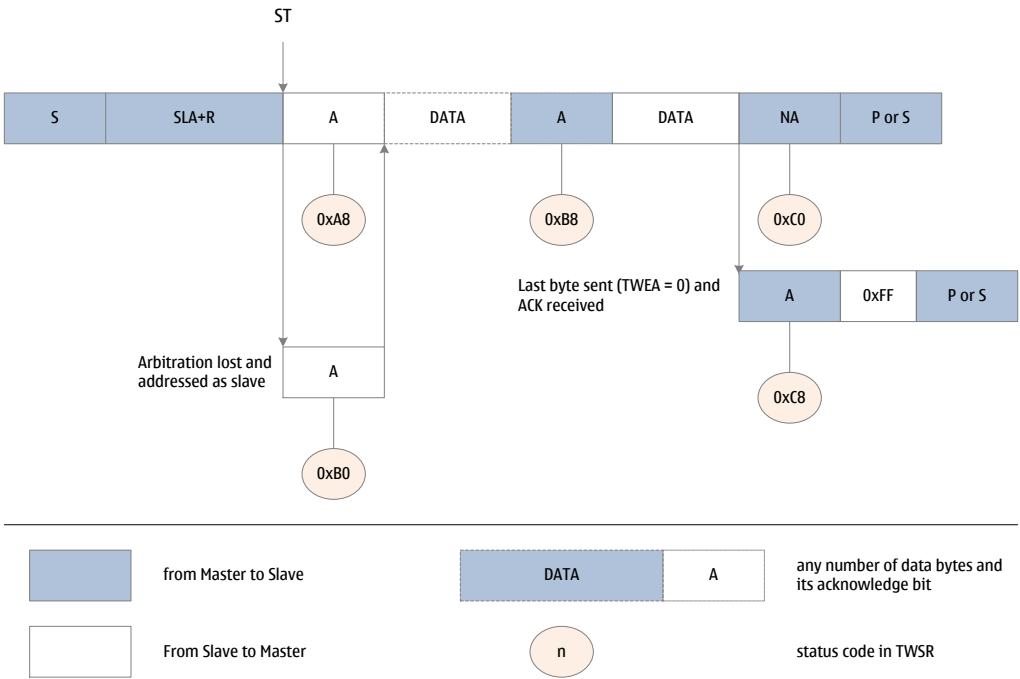 ST
S
SLA+R
A
DATA
A
DATA
NA
P or S
0xA8
0xB8
0xC0
Last byte sent (TWEA = 0) and
ACK received
A
0xFF
P or S
Arbitration lost and
addressed as slave
A
0xC8
0xB0
from Master to Slave
DATA
A
any number of data bytes and
its acknowledge bit
From Slave to Master
n
status code in TWSR